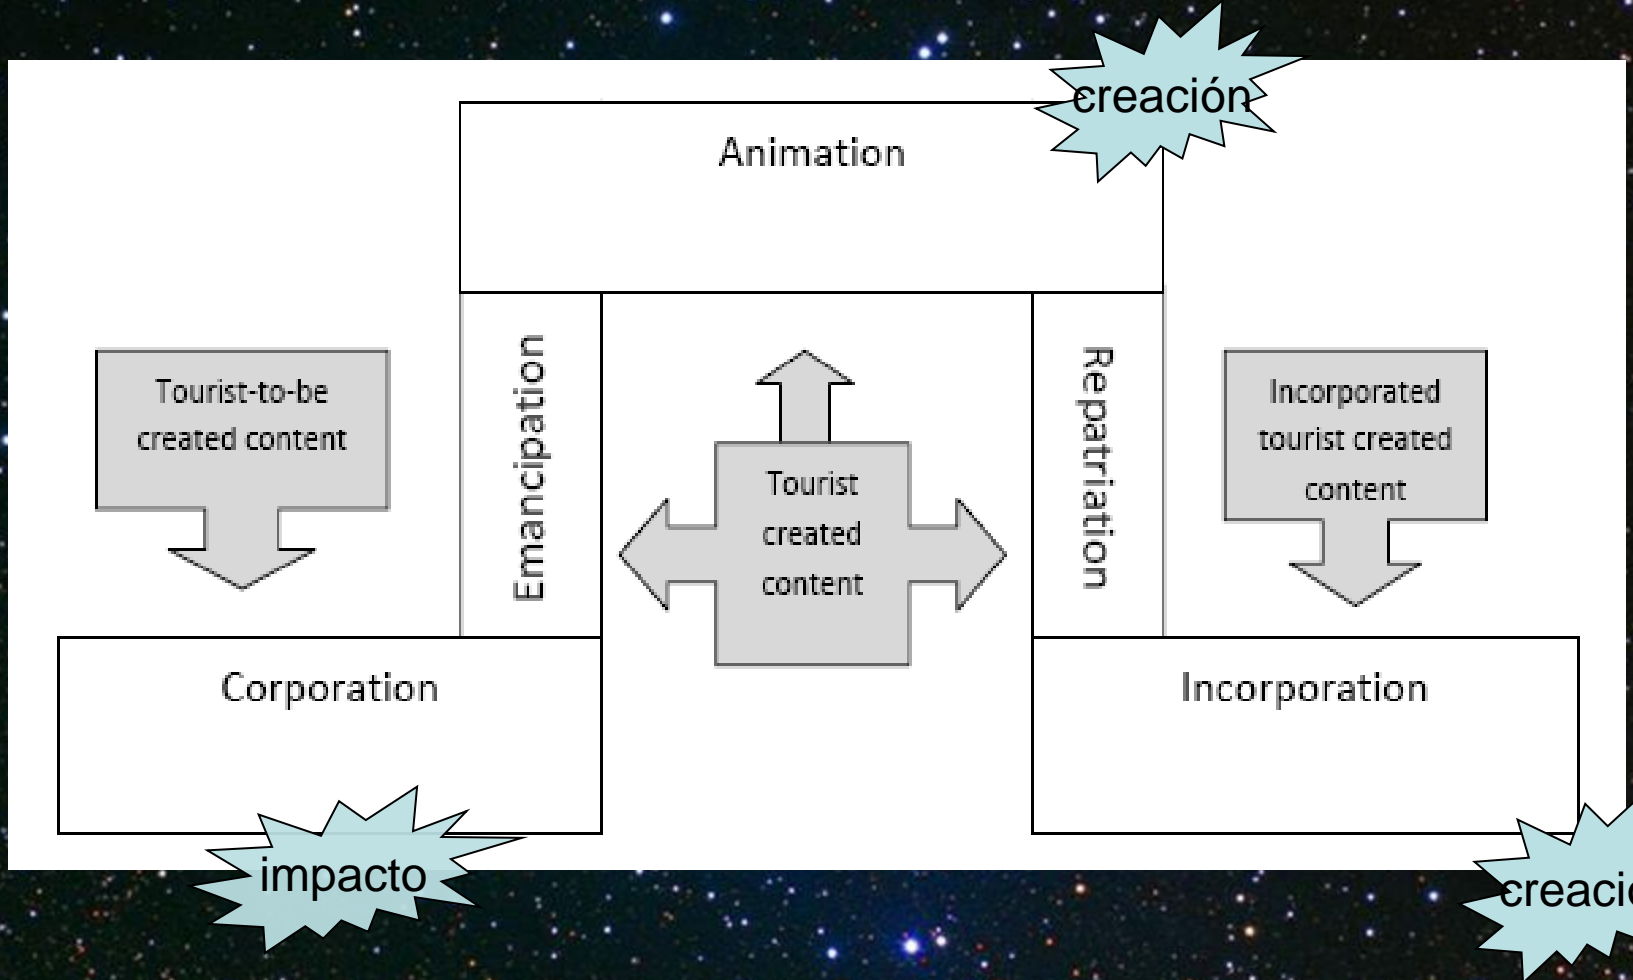 creación
Animation
Emancipation
Repatriation
Tourist-to-be
created content
Tourist
created
content
Incorporated
tourist created
content
Corporation
Incorporation
impacto